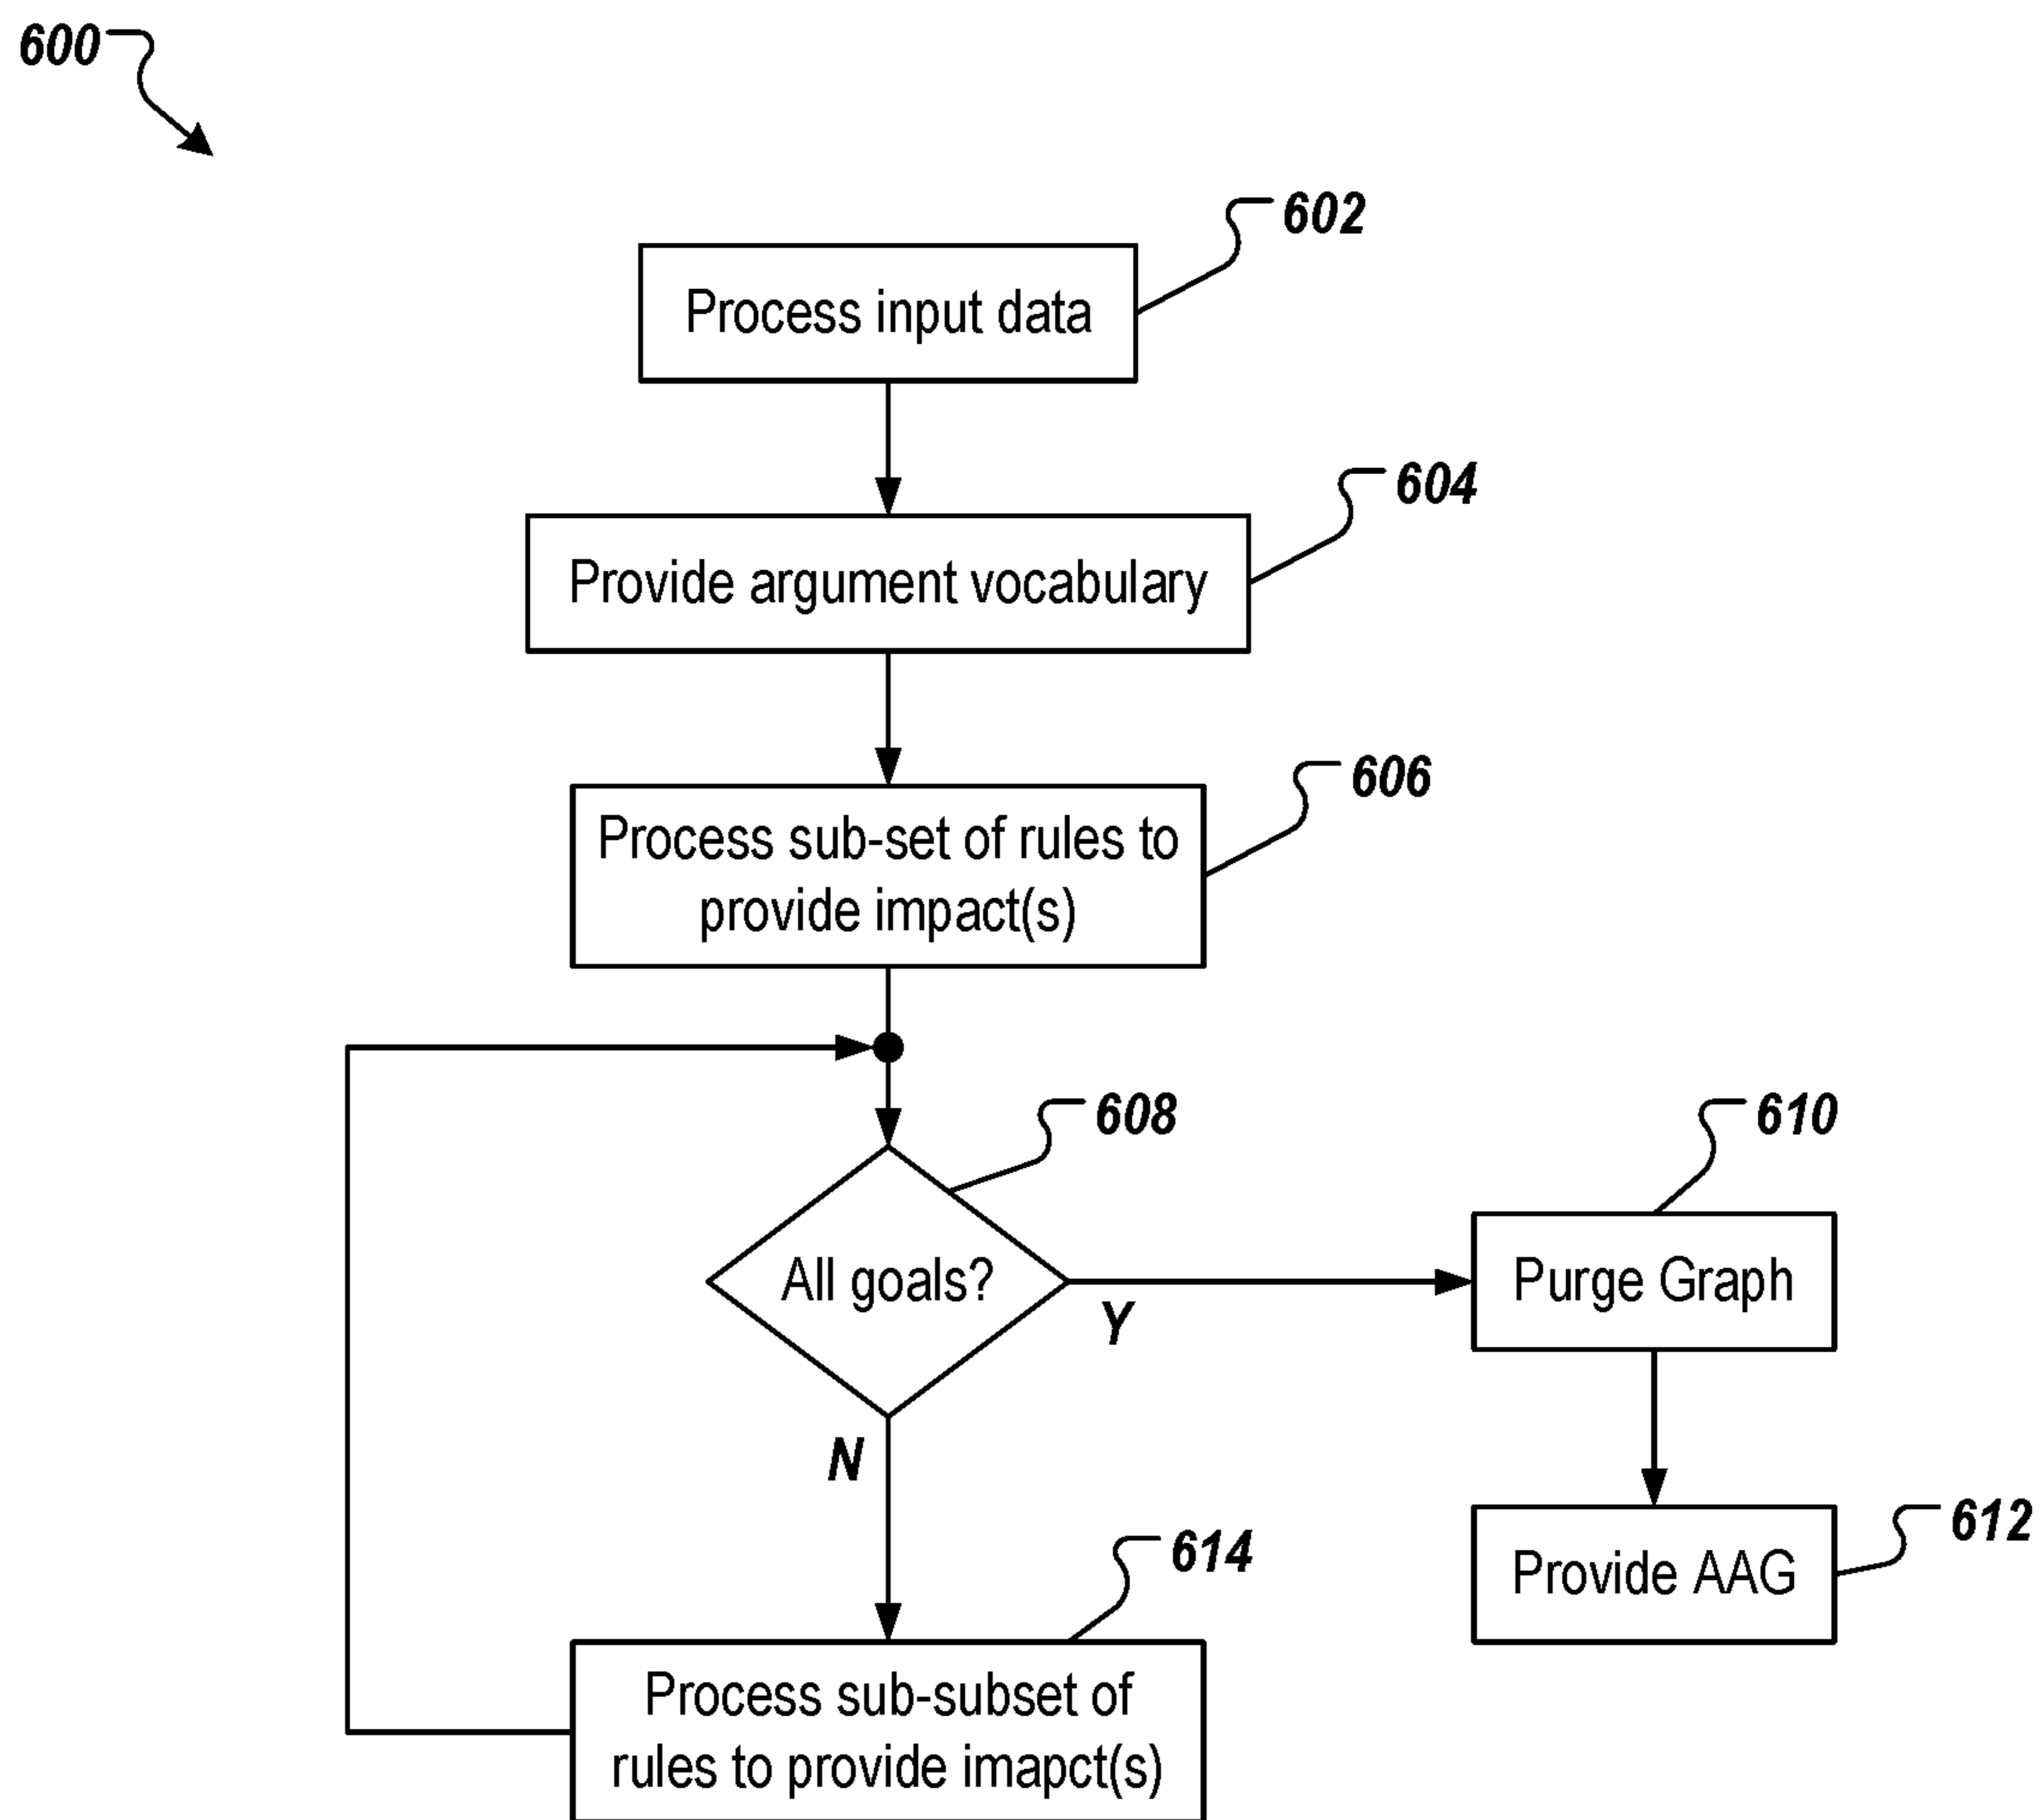 600
602
Process input data
604
Provide argument vocabulary
606
Process sub-set of rules to
provide impact(s)
608
All goals?
Y
N
610
Purge Graph
612
Provide AAG
614
Process sub-subset of
rules to provide imapct(s)